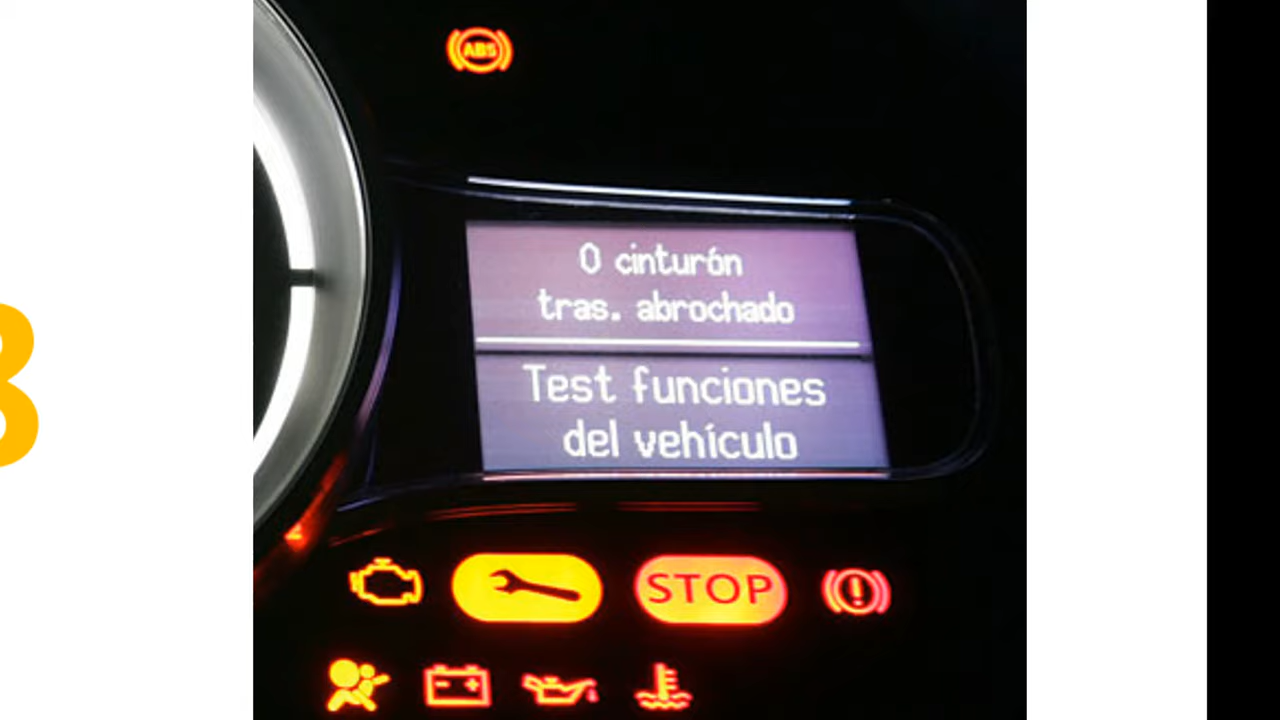 ABS
0 cinturón
tras. abrochado
Test funciones
del vehículo
STOP